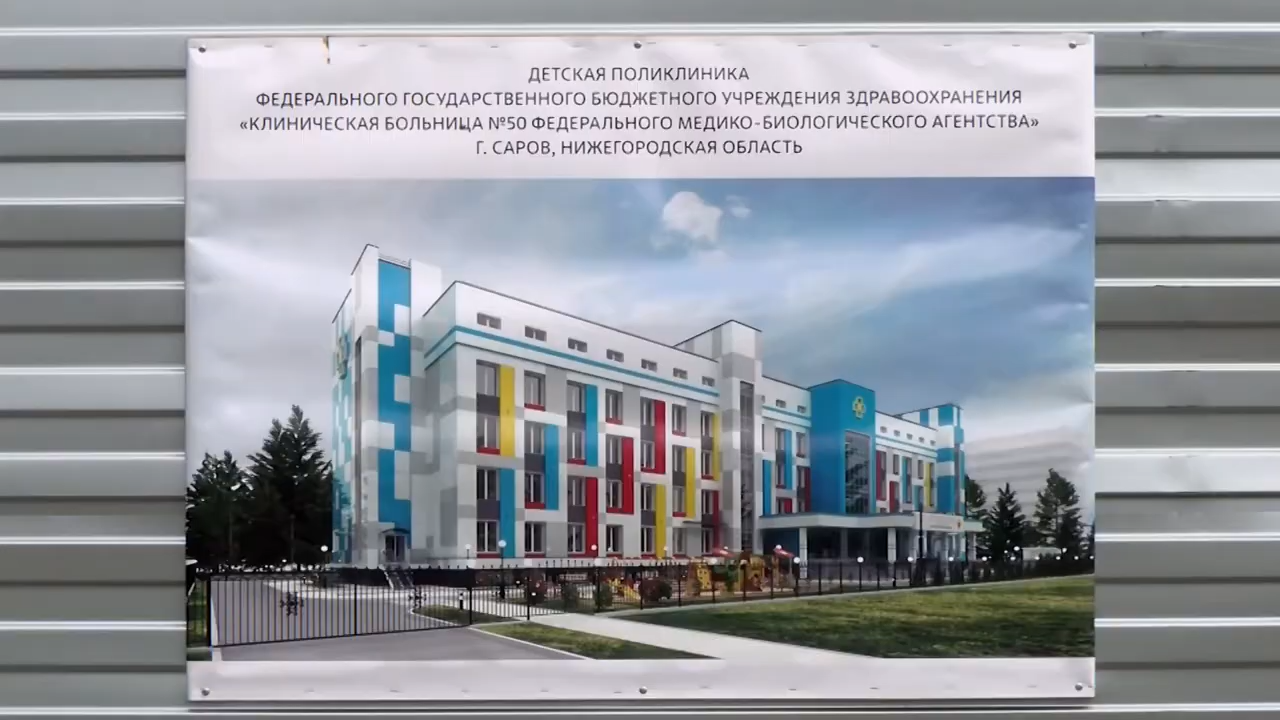 ДЕТСКАЯ ПОЛИКЛИНИКА
ФЕДЕРАЛЬНОГО ГОСУДАРСТВЕННОГО БЮДЖЕТНОГО УЧРЕЖДЕНИЯ ЗДРАВООХРАНЕНИЯ
«КЛИНИЧЕСКАЯ БОЛЬНИЦА №50 ФЕДЕРАЛЬНОГО МЕДИКО-БИОЛОГИЧЕСКОГО АГЕНТСТВА»
Г. САРОВ, НИЖЕГОРОДСКАЯ ОБЛАСТЬ